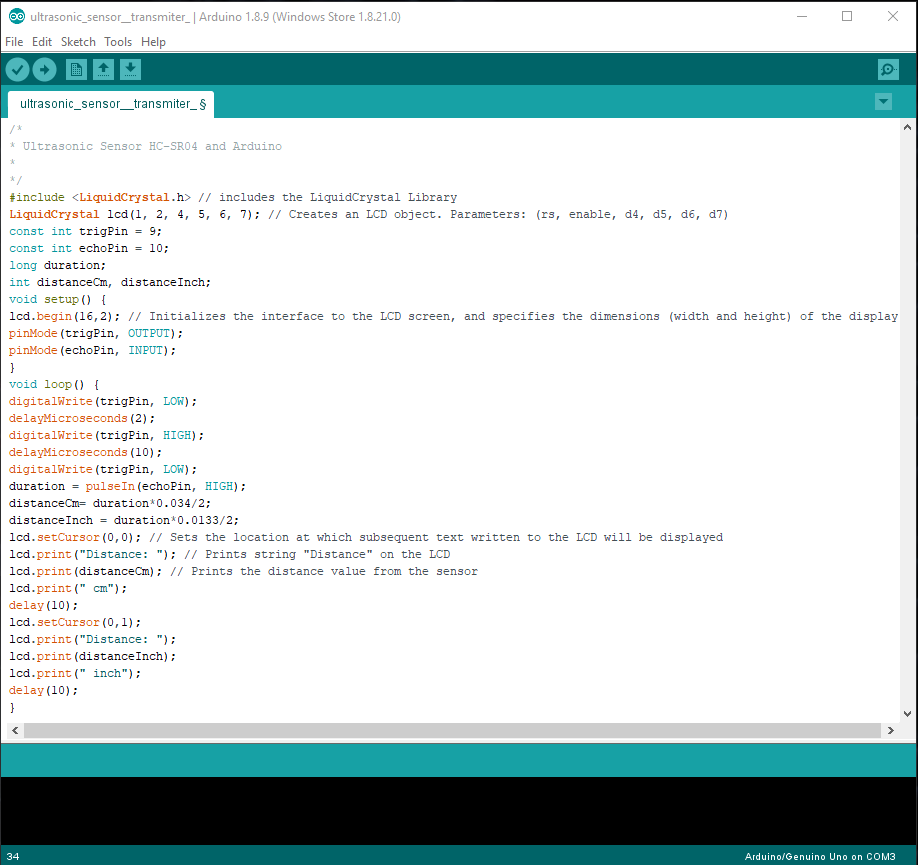 ultrasonic_sensor__transmiter_ | Arduino 1.8.9 (Windows Store 1.8.21.0)
File Edit Sketch Tools Help
ultrasonic_sensor__transmiter_ §
/*
* Ultrasonic Sensor HC-SR04 and Arduino
*
*/
#include <LiquidCrystal.h> // includes the LiquidCrystal Library
LiquidCrystal lcd(1, 2, 4, 5, 6, 7); // Creates an LCD object. Parameters: (rs, enable, d4, d5, d6, d7)
const int trigPin = 9;
const int echoPin = 10;
long duration;
int distanceCm, distanceInch;
void setup() {
lcd.begin(16,2); // Initializes the interface to the LCD screen, and specifies the dimensions (width and height) of the display
pinMode(trigPin, OUTPUT);
pinMode(echoPin, INPUT);
}
void loop() {
digitalWrite(trigPin, LOW);
delayMicroseconds(2);
digitalWrite(trigPin, HIGH);
delayMicroseconds(10);
digitalWrite(trigPin, LOW);
duration = pulseIn(echoPin, HIGH);
distanceCm= duration*0.034/2;
distanceInch = duration*0.0133/2;
lcd.setCursor(0,0); // Sets the location at which subsequent text written to the LCD will be displayed
lcd.print("Distance: "); // Prints string "Distance" on the LCD
lcd.print(distanceCm); // Prints the distance value from the sensor
lcd.print(" cm");
delay(10);
lcd.setCursor(0,1);
lcd.print("Distance: ");
lcd.print(distanceInch);
lcd.print(" inch");
delay(10);
}
34 Arduino/Genuino Uno on COM3